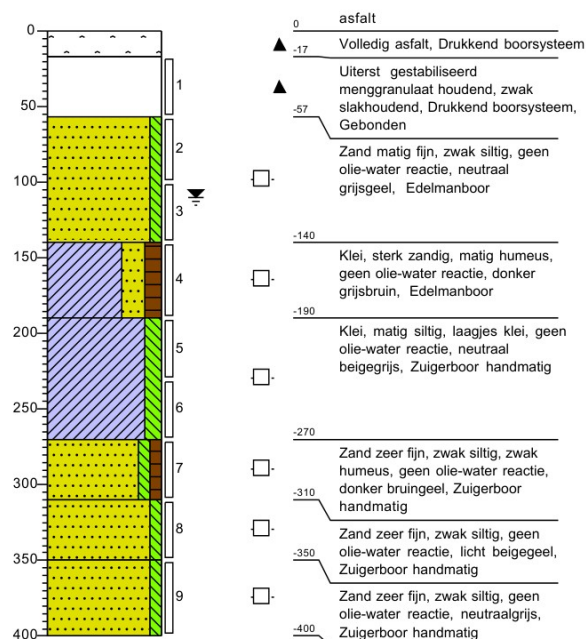 0
50
100
150
200
250
300
350
400
1
2
3
4
5
6
7
8
9
0
asfalt
-17
Volledig asfalt, Drukkend boorsysteem
Uiterst gestabiliseerd
menggranulaat houdend, zwak
slakhoudend, Drukkend boorsysteem,
Gebonden
-57
Zand matig fijn, zwak siltig, geen
olie-water reactie, neutraal
grijsgeel, Edelmanboor
-140
Klei, sterk zandig, matig humeus,
geen olie-water reactie, donker
grijsbruin, Edelmanboor
-190
Klei, matig siltig, laagjes klei, geen
olie-water reactie, neutraal
beigegrijs, Zuigerboor handmatig
-270
Zand zeer fijn, zwak siltig, zwak
humeus, geen olie-water reactie,
donker bruingeel, Zuigerboor
handmatig
-310
Zand zeer fijn, zwak siltig, geen
olie-water reactie, licht beigegeel,
Zuigerboor handmatig
-350
Zand zeer fijn, zwak siltig, geen
olie-water reactie, neutraalgrijs,
Zuigerboor handmatig
-400